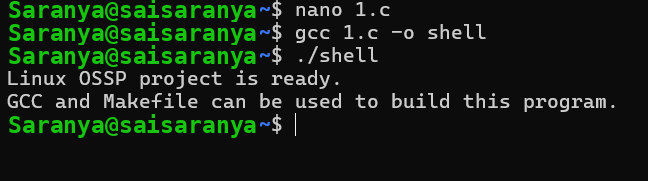 Saranya@saisaranya:~$ nano 1.c
Saranya@saisaranya:~$ gcc 1.c -o shell
Saranya@saisaranya:~$ ./shell
Linux OSSP project is ready.
GCC and Makefile can be used to build this program.
Saranya@saisaranya:~$